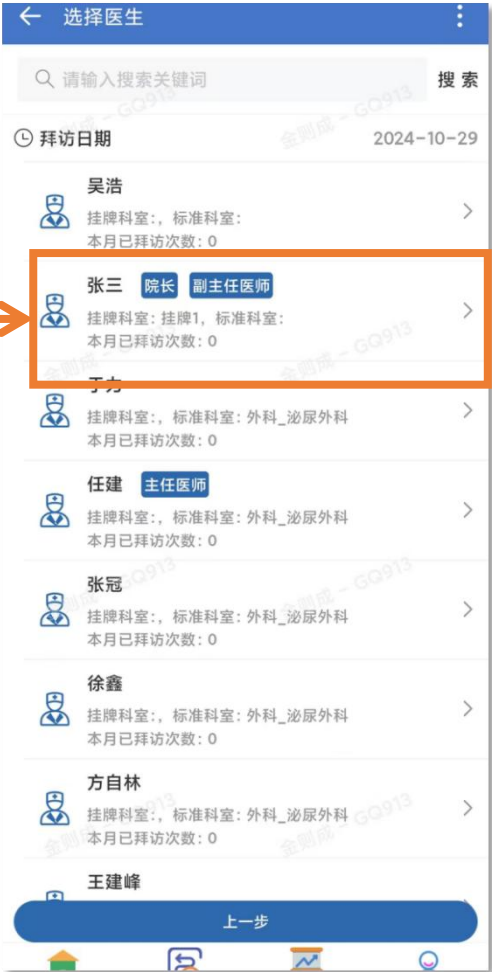 选择医生
请输入搜索关键词
搜 索
拜访日期
2024-10-29
吴浩
挂牌科室:，标准科室:
本月已拜访次数: 0
张三 院长 副主任医师
挂牌科室: 挂牌1，标准科室:
本月已拜访次数: 0
挂牌科室:，标准科室: 外科_泌尿外科
本月已拜访次数: 0
任建 主任医师
挂牌科室:，标准科室: 外科_泌尿外科
本月已拜访次数: 0
张冠
挂牌科室:，标准科室: 外科_泌尿外科
本月已拜访次数: 0
徐鑫
挂牌科室:，标准科室: 外科_泌尿外科
本月已拜访次数: 0
方自林
挂牌科室:，标准科室: 外科_泌尿外科
本月已拜访次数: 0
王建峰
上一步
金则成 - GQ913